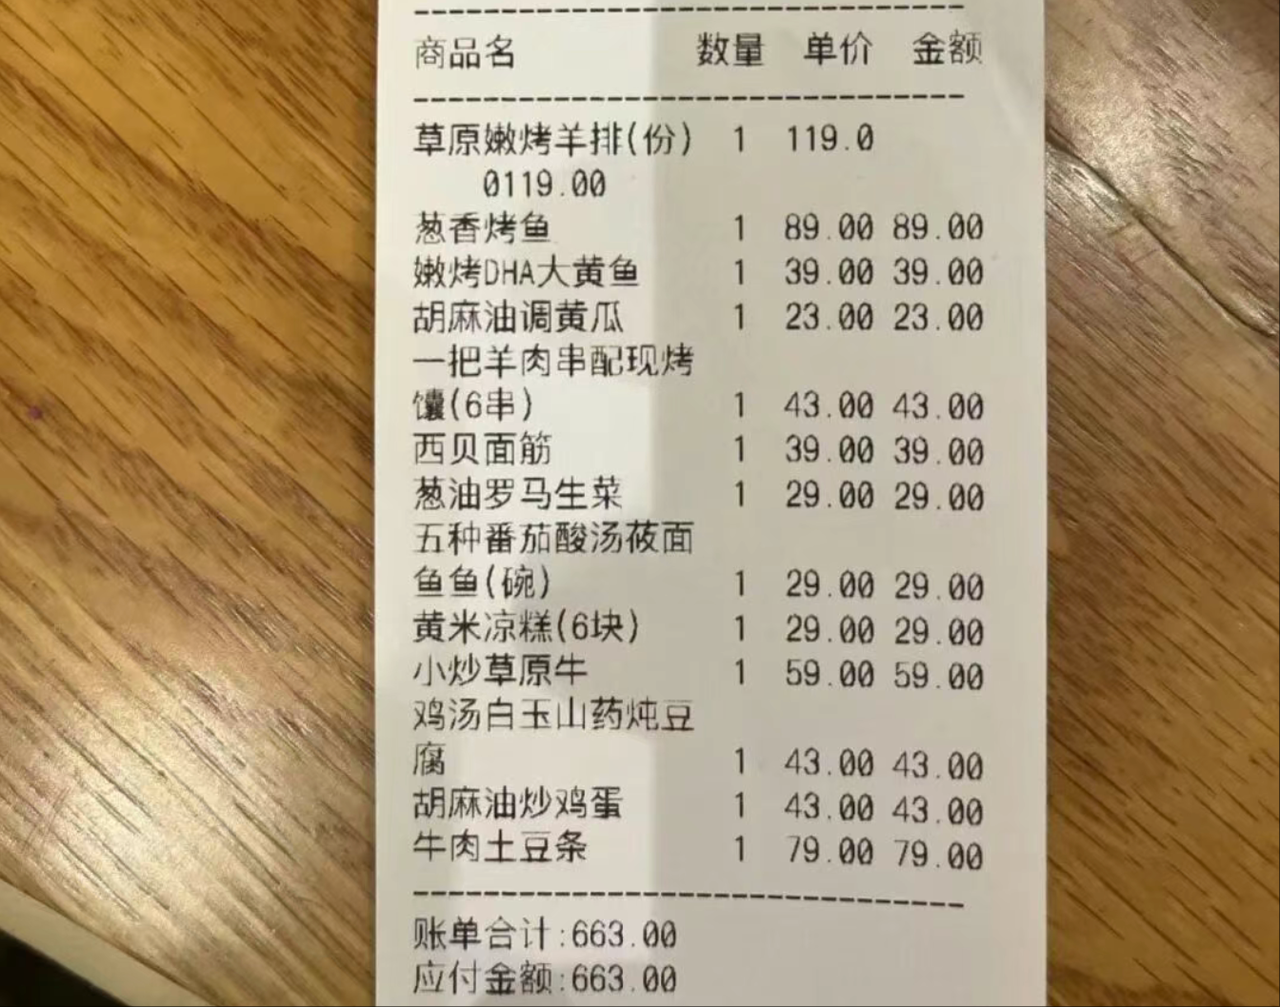 商品名 数量 单价 金额
草原嫩烤羊排(份) 1 119.0
0119.00
葱香烤鱼 1 89.00 89.00
嫩烤DHA大黄鱼 1 39.00 39.00
胡麻油调黄瓜 1 23.00 23.00
一把羊肉串配现烤
馕(6串) 1 43.00 43.00
西贝面筋 1 39.00 39.00
葱油罗马生菜 1 29.00 29.00
五种番茄酸汤莜面
鱼鱼(碗) 1 29.00 29.00
黄米凉糕(6块) 1 29.00 29.00
小炒草原牛 1 59.00 59.00
鸡汤白玉山药炖豆
腐 1 43.00 43.00
胡麻油炒鸡蛋 1 43.00 43.00
牛肉土豆条 1 79.00 79.00
账单合计:663.00
应付金额:663.00